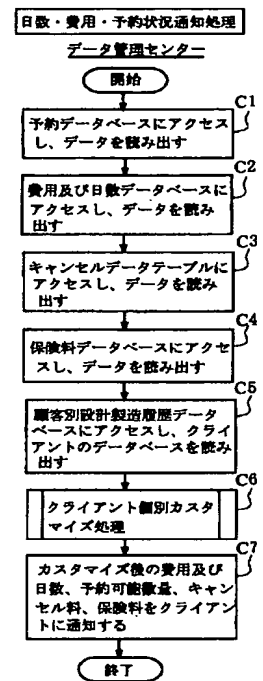 日数・費用・予約状況通知処理
データ管理センター
開始
C1
予約データベースにアクセス
し、データを読み出す
C2
費用及び日数データベースに
アクセスし、データを読み
出す
C3
キャンセルデータテーブルに
アクセスし、データを読み
出す
C4
保険料データベースにアクセ
スし、データを読み出す
C5
顧客別設計製造履歴データ
ベースにアクセスし、クライ
アントのデータベースを読み
出す
C6
クライアント個別カスタ
マイズ処理
C7
カスタマイズ後の費用及び
日数、予約可能数量、キャン
セル料、保険料をクライアン
トに通知する
終了